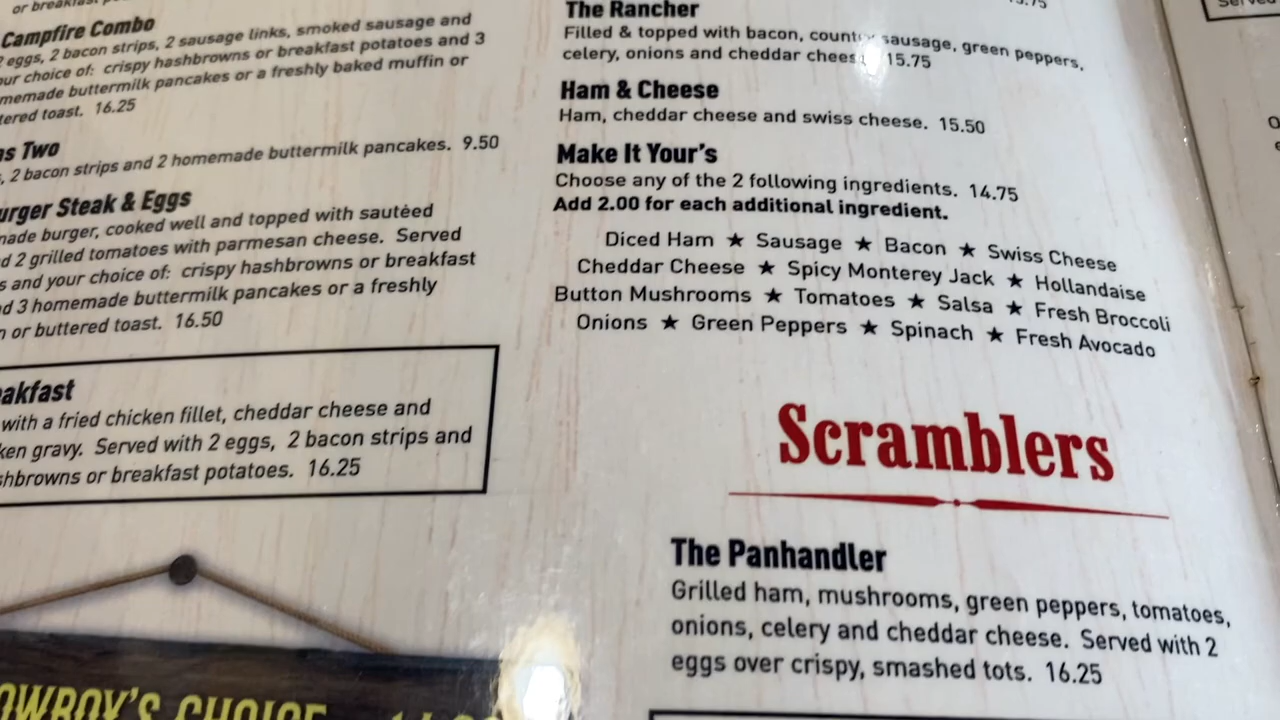 Campfire Combo
eggs, 2 bacon strips, 2 sausage links, smoked sausage and
our choice of: crispy hashbrowns or breakfast potatoes and 3
buttermilk pancakes or a freshly baked muffin or
toast. 16.25
Two
2 bacon strips and 2 homemade buttermilk pancakes. 9.50
Steak & Eggs
burger, cooked well and topped with sautèed
2 grilled tomatoes with parmesan cheese. Served
and your choice of: crispy hashbrowns or breakfast
3 homemade buttermilk pancakes or a freshly
or buttered toast. 16.50
with a fried chicken fillet, cheddar cheese and
gravy. Served with 2 eggs, 2 bacon strips and
or breakfast potatoes. 16.25
CHOICE
The Rancher
Filled & topped with bacon, country sausage, green peppers,
celery, onions and cheddar cheese. 15.75
Ham & Cheese
Ham, cheddar cheese and swiss cheese. 15.50
Make It Your's
Choose any of the 2 following ingredients. 14.75
Add 2.00 for each additional ingredient.
Diced Ham ★ Sausage ★ Bacon ★ Swiss Cheese
Cheddar Cheese ★ Spicy Monterey Jack ★ Hollandaise
Button Mushrooms ★ Tomatoes ★ Salsa ★ Fresh Broccoli
Onions ★ Green Peppers ★ Spinach ★ Fresh Avocado
Scramblers
The Panhandler
Grilled ham, mushrooms, green peppers, tomatoes,
onions, celery and cheddar cheese. Served with 2
eggs over crispy, smashed tots. 16.25